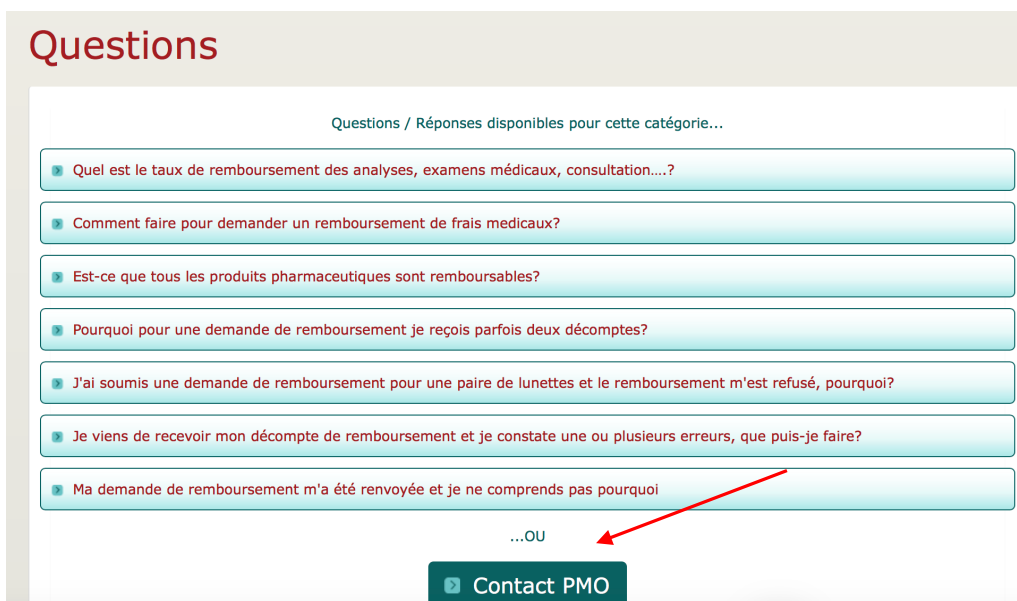 Questions
Questions / Réponses disponibles pour cette catégorie...
Quel est le taux de remboursement des analyses, examens médicaux, consultation....?
Comment faire pour demander un remboursement de frais medicaux?
Est-ce que tous les produits pharmaceutiques sont remboursables?
Pourquoi pour une demande de remboursement je reçois parfois deux décomptes?
J'ai soumis une demande de remboursement pour une paire de lunettes et le remboursement m'est refusé, pourquoi?
Je viens de recevoir mon décompte de remboursement et je constate une ou plusieurs erreurs, que puis-je faire?
Ma demande de remboursement m'a été renvoyée et je ne comprends pas pourquoi
...OU
Contact PMO